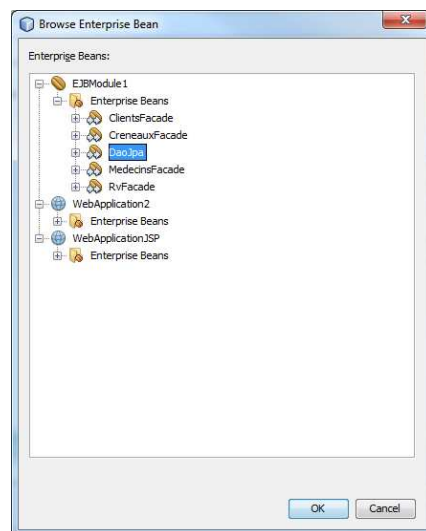 Browse Enterprise Bean
Enterprise Beans:
EJBModule1
Enterprise Beans
ClientsFacade
CreneauxFacade
DaoJpa
MedecinsFacade
RvFacade
WebApplication2
Enterprise Beans
WebApplicationJSP
Enterprise Beans
OK Cancel